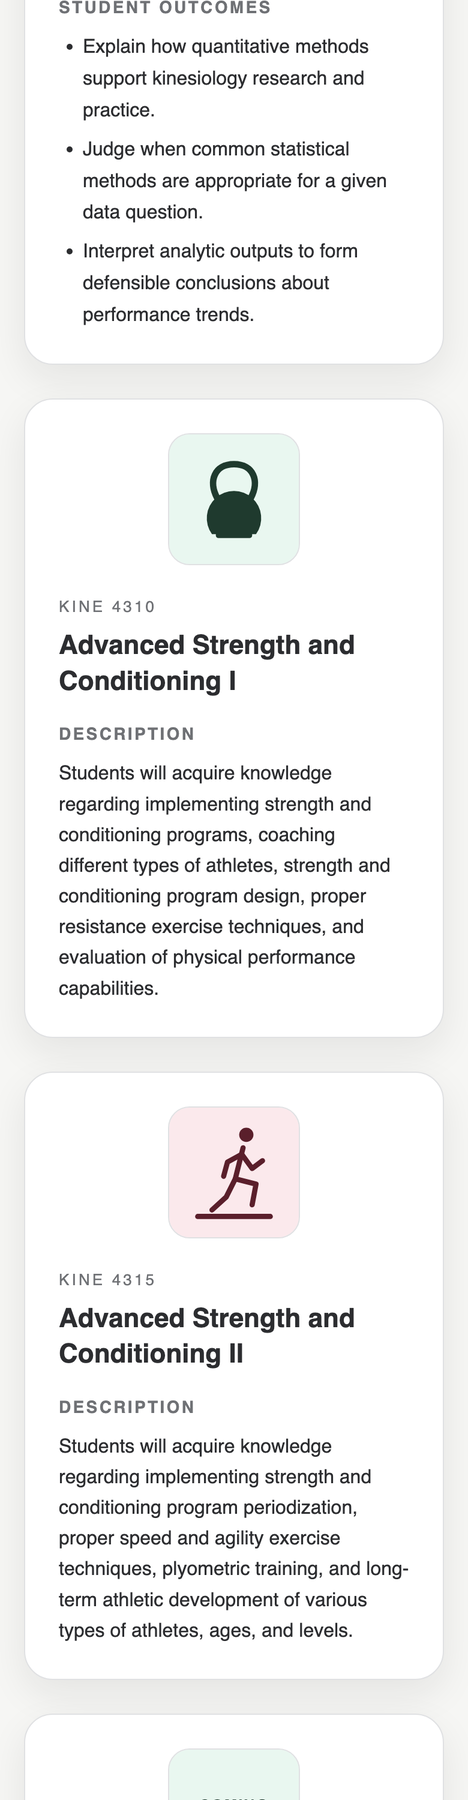 STUDENT OUTCOMES
• Explain how quantitative methods
support kinesiology research and
practice.
• Judge when common statistical
methods are appropriate for a given
data question.
• Interpret analytic outputs to form
defensible conclusions about
performance trends.
KINE 4310
Advanced Strength and
Conditioning I
DESCRIPTION
Students will acquire knowledge
regarding implementing strength and
conditioning programs, coaching
different types of athletes, strength and
conditioning program design, proper
resistance exercise techniques, and
evaluation of physical performance
capabilities.
KINE 4315
Advanced Strength and
Conditioning II
DESCRIPTION
Students will acquire knowledge
regarding implementing strength and
conditioning program periodization,
proper speed and agility exercise
techniques, plyometric training, and long-
term athletic development of various
types of athletes, ages, and levels.